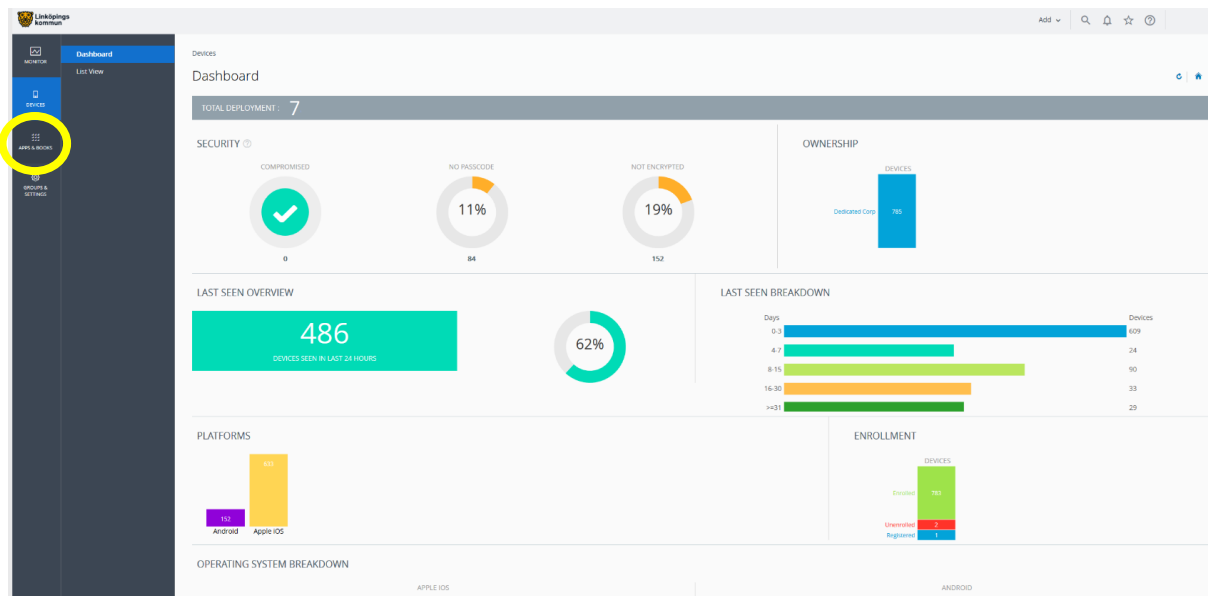 Linköpings
kommun
Add
MONITOR
DEVICES
APPS & BOOKS
GROUPS &
SETTINGS
Dashboard
List View
Devices
Dashboard
TOTAL DEPLOYMENT : 7
SECURITY
COMPROMISED
0
NO PASSCODE
11%
84
NOT ENCRYPTED
19%
152
OWNERSHIP
DEVICES
Dedicated Corp 785
LAST SEEN OVERVIEW
486
DEVICES SEEN IN LAST 24 HOURS
62%
LAST SEEN BREAKDOWN
Days Devices
0-3 609
4-7 24
8-15 90
16-30 33
>=31 29
PLATFORMS
152
Android Apple iOS
ENROLLMENT
DEVICES
Enrolled 783
Unenrolled 2
Registered 1
OPERATING SYSTEM BREAKDOWN
APPLE IOS
ANDROID